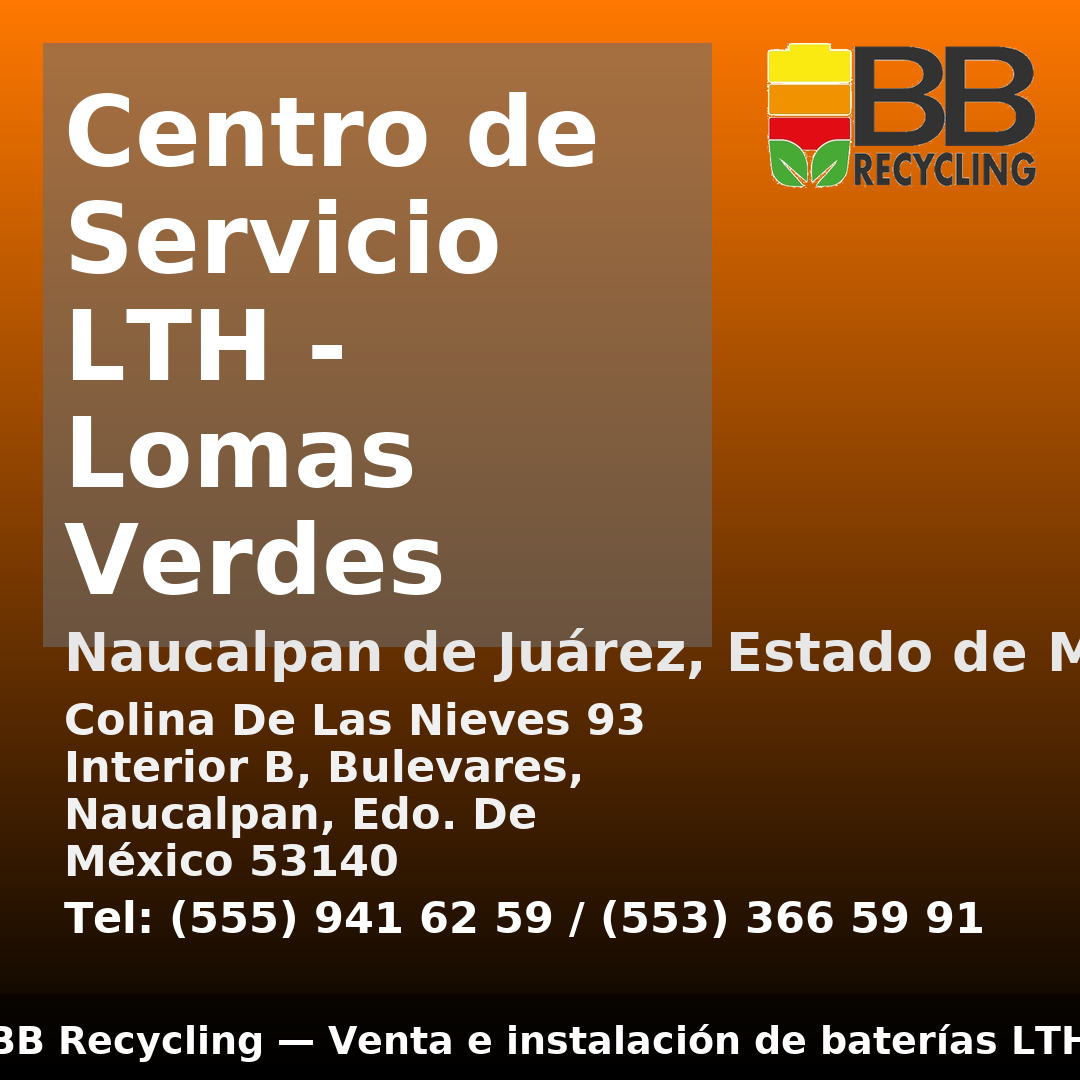 BB
RECYCLING
Centro de
Servicio
LTH -
Lomas
Verdes
Naucalpan de Juárez, Estado de M
Colina De Las Nieves 93
Interior B, Bulevares,
Naucalpan, Edo. De
México 53140
Tel: (555) 941 62 59 / (553) 366 59 91
BB Recycling — Venta e instalación de baterías LTH